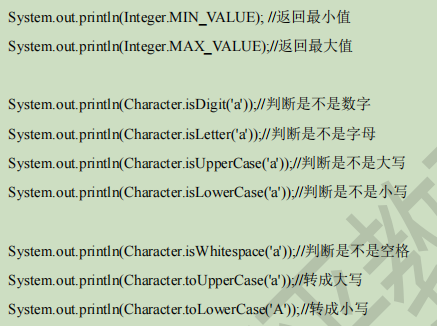 System.out.println(Integer.MIN_VALUE); //返回最小值
System.out.println(Integer.MAX_VALUE);//返回最大值
System.out.println(Character.isDigit('a'));//判断是不是数字
System.out.println(Character.isLetter('a'));//判断是不是字母
System.out.println(Character.isUpperCase('a'));//判断是不是大写
System.out.println(Character.isLowerCase('a'));//判断是不是小写
System.out.println(Character.isWhitespace('a'));//判断是不是空格
System.out.println(Character.toUpperCase('a'));//转成大写
System.out.println(Character.toLowerCase('A'));//转成小写